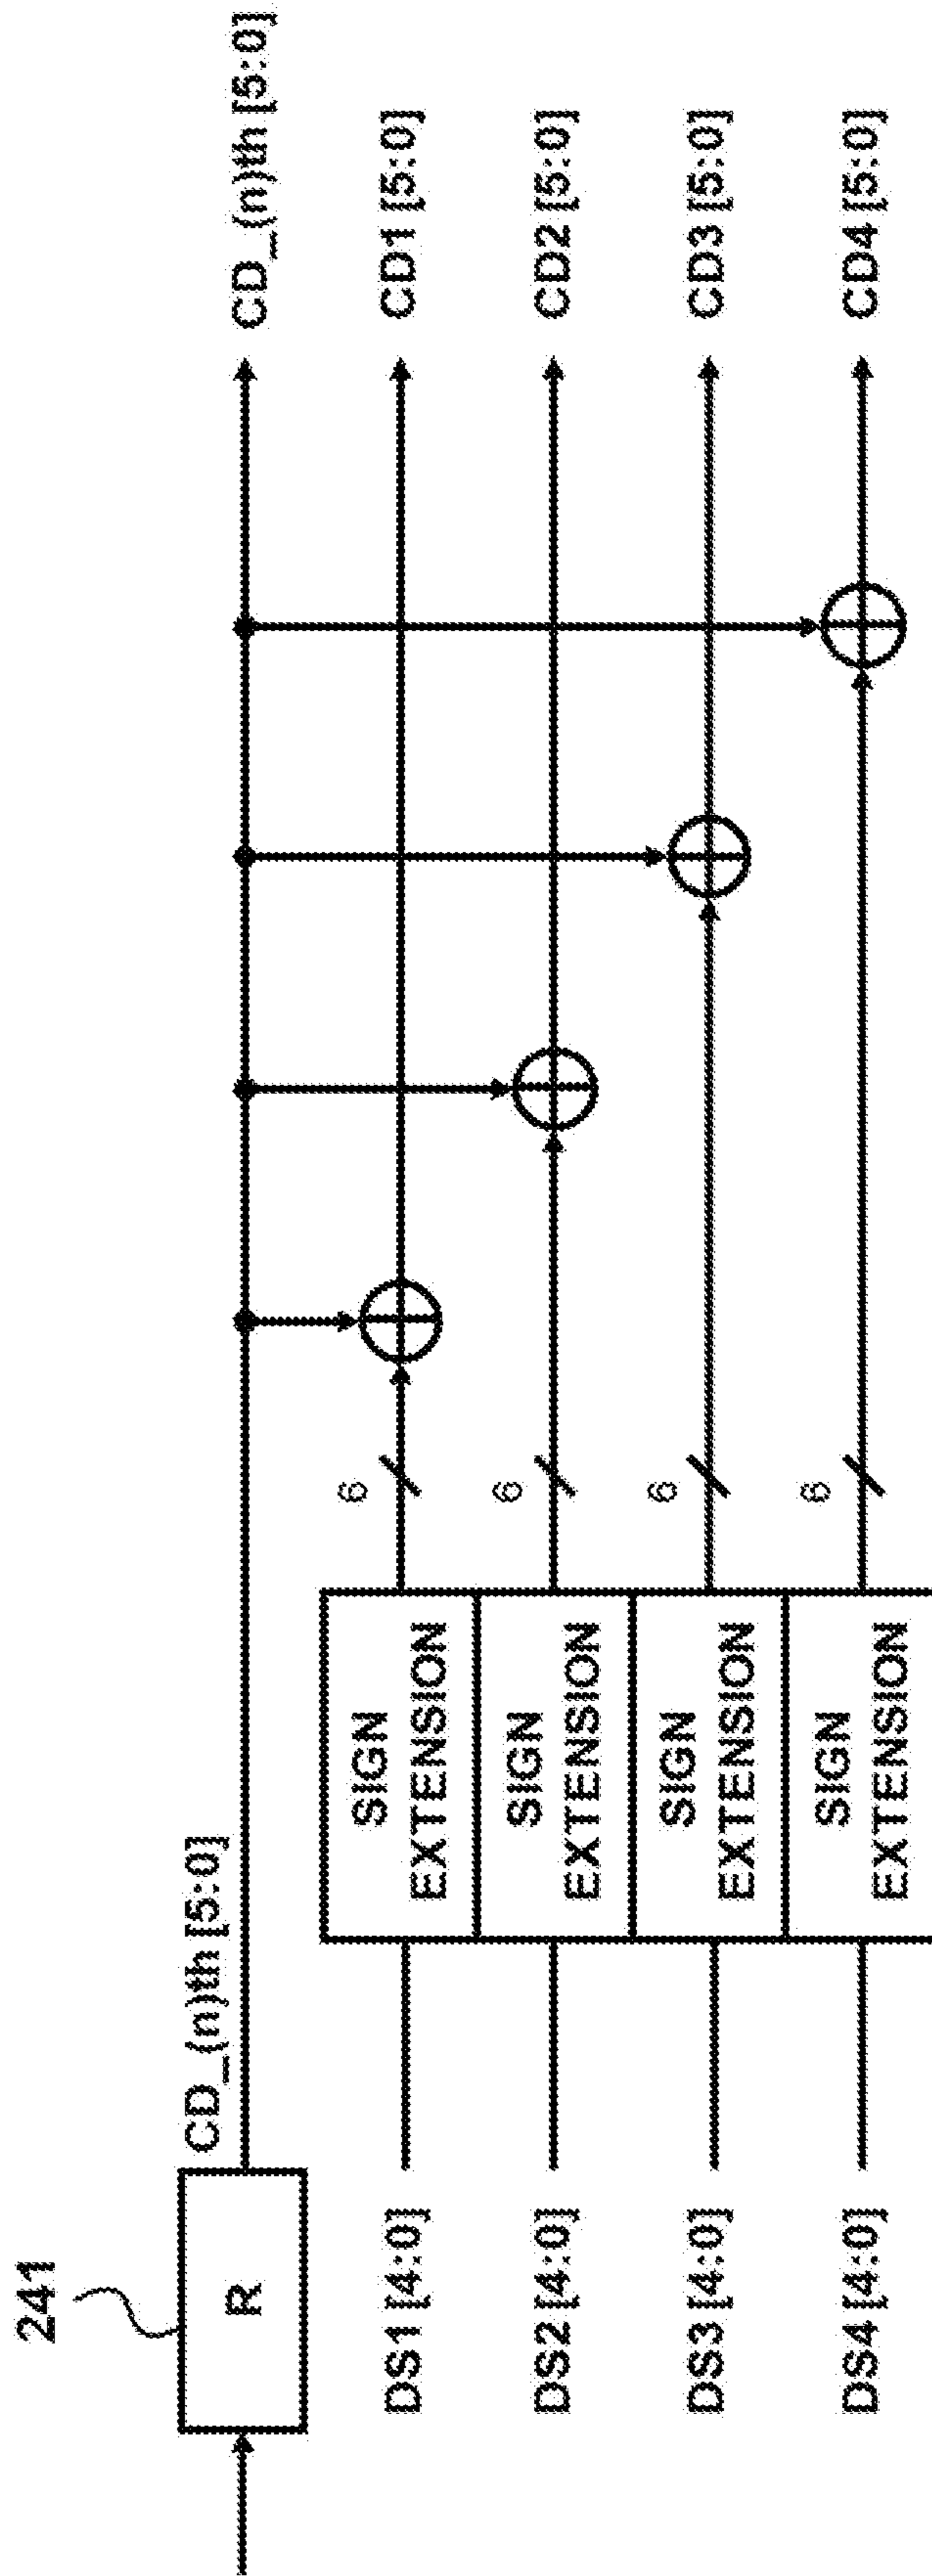 241
R
CD_(n)th [5:0]
CD_(n)th [5:0]
DS1 [4:0]
SIGN
EXTENSION
6
CD1 [5:0]
DS2 [4:0]
SIGN
EXTENSION
6
CD2 [5:0]
DS3 [4:0]
SIGN
EXTENSION
6
CD3 [5:0]
DS4 [4:0]
SIGN
EXTENSION
6
CD4 [5:0]